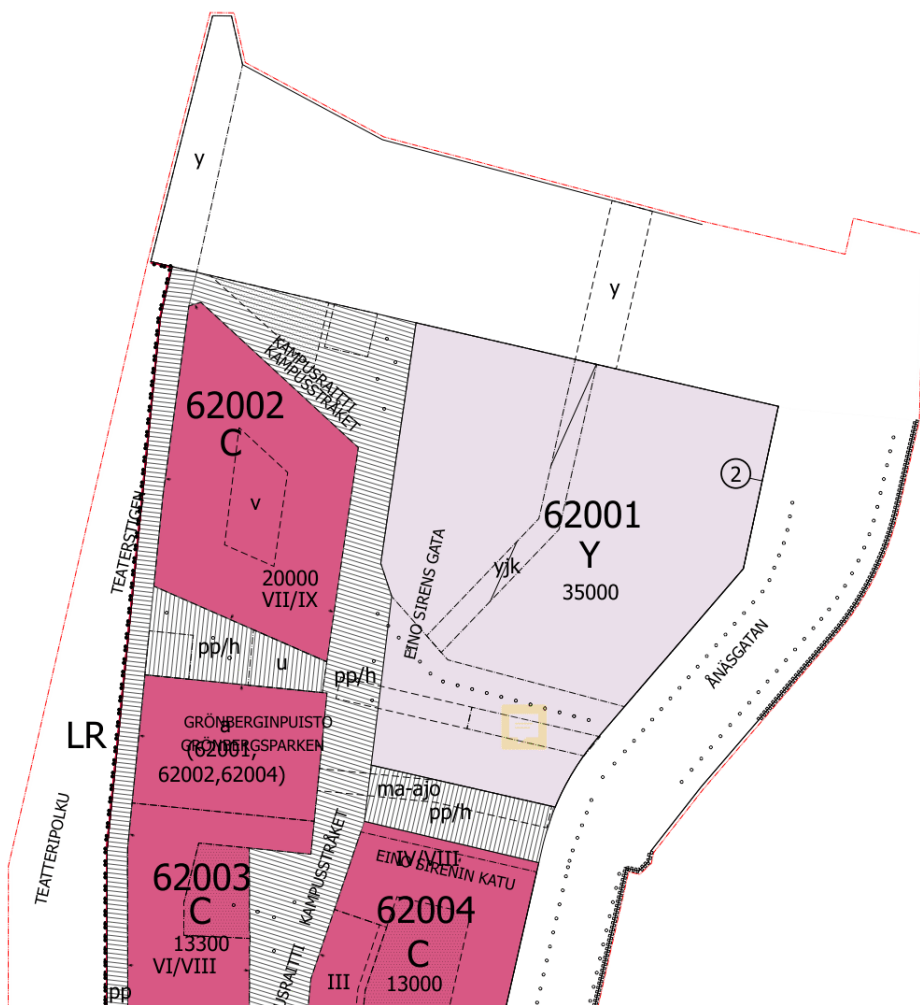 y
y
KAMPUSRAITTI
KAMPUSSTRÅKET
62002
C
v
20000
VII/IX
TEATERSTIGEN
2
62001
Y
35000
yjk
EINO SIRENS GATA
ÅNÄSGATAN
pp/h
u
pp/h
LR
GRÖNBERGINPUISTO
a
GRÖNBERGSPARKEN
(62001,
62002,62004)
ma-ajo
pp/h
TEATTERIPOLKU
KAMPUSSTRÅKET
IV/VIII
EINO SIRENIN KATU
62003
C
13300
VI/VIII
62004
C
13000
III
pp